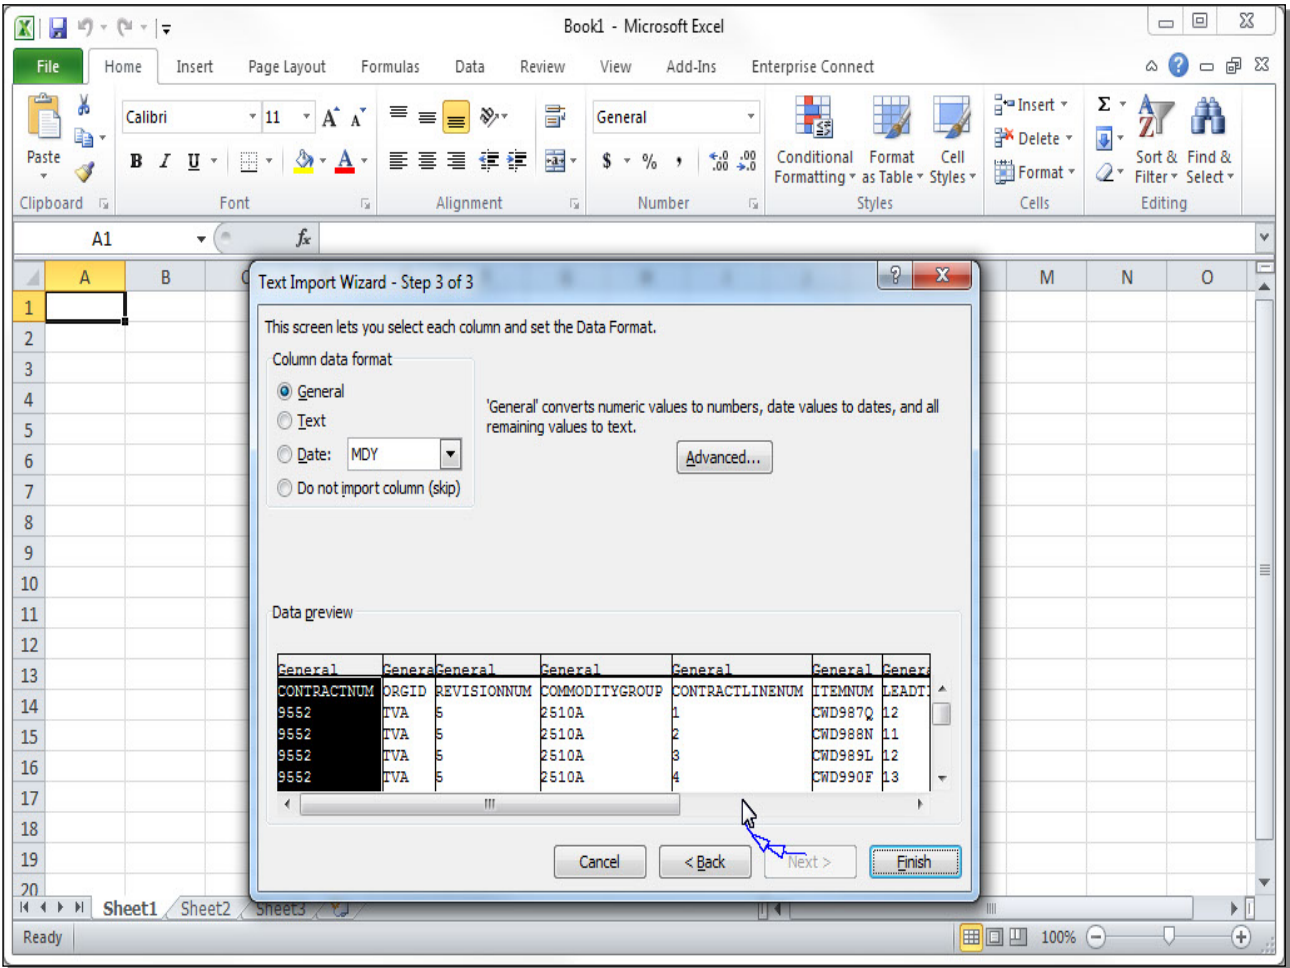 Book1 - Microsoft Excel
File Home Insert Page Layout Formulas Data Review View Add-Ins Enterprise Connect
Calibri 11 A A General Insert
Paste Conditional Format Cell Delete Sort & Find &
B I U A $ % , .00 .0 Formatting as Table Styles Format Filter Select
Clipboard Font Alignment Number Styles Cells Editing
A1 fx
A B C M N O
Text Import Wizard - Step 3 of 3
This screen lets you select each column and set the Data Format.
Column data format
General
Text
Date: MDY
Do not import column (skip)
'General' converts numeric values to numbers, date values to dates, and all
remaining values to text.
Advanced...
Data preview
General General General General General General
CONTRACTNUM ORGID REVISIONNUM COMMODITYGROUP CONTRACTLINENUM ITEMNUM LEADTI
9552 TVA 5 2510A 1 CWD987Q 12
9552 TVA 5 2510A 2 CWD988N 11
9552 TVA 5 2510A 3 CWD989L 12
9552 TVA 5 2510A 4 CWD990F 13
Cancel < Back Next > Finish
1
2
3
4
5
6
7
8
9
10
11
12
13
14
15
16
17
18
19
20
Sheet1 Sheet2 Sheet3
Ready 100%